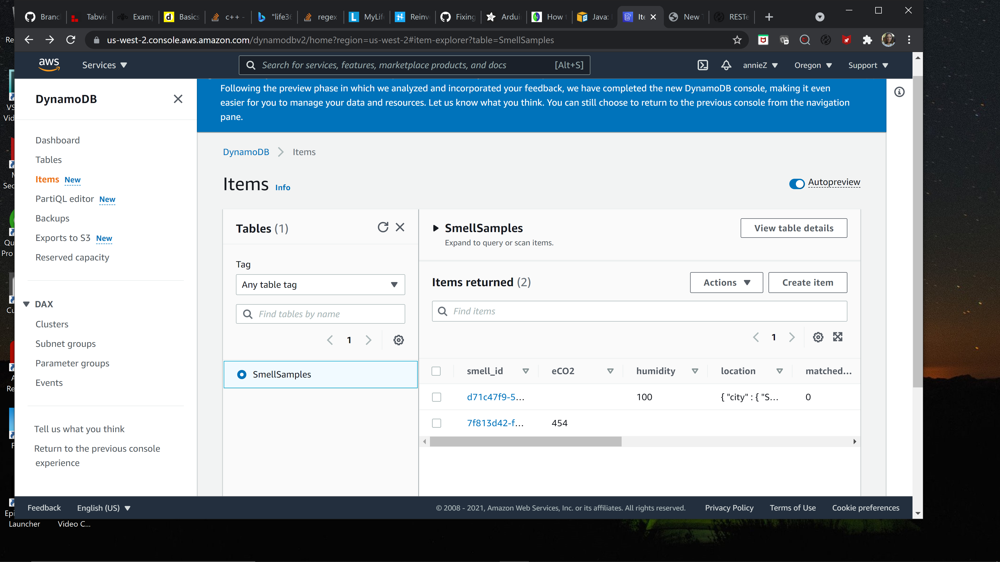 Branc
Tabvie
Exam
Basics
c++ -
"life36
regex
MyLif
Reinv
Fixing
Ardui
How t
Java:
Ite
New T
RESTe
us-west-2.console.aws.amazon.com/dynamodbv2/home?region=us-west-2#item-explorer?table=SmellSamples
aws
Services
Search for services, features, marketplace products, and docs
[Alt+S]
annieZ
Oregon
Support
DynamoDB
Dashboard
Tables
Items New
PartiQL editor New
Backups
Exports to S3 New
Reserved capacity
DAX
Clusters
Subnet groups
Parameter groups
Events
Tell us what you think
Return to the previous console
experience
Following the preview phase in which we analyzed and incorporated your feedback, we have completed the new DynamoDB console, making it even
easier for you to manage your data and resources. Let us know what you think. You can still choose to return to the previous console from the navigation
pane.
DynamoDB Items
Items Info
Autopreview
Tables (1)
Tag
Any table tag
Find tables by name
1
SmellSamples
SmellSamples
Expand to query or scan items.
View table details
Items returned (2)
Actions
Create item
Find items
1
smell_id eCO2 humidity location matched...
d71c47f9-5... 100 { "city" : { "S... 0
7f813d42-f... 454
Feedback
English (US)
© 2008 - 2021, Amazon Web Services, Inc. or its affiliates. All rights reserved.
Privacy Policy
Terms of Use
Cookie preferences
Re
VS
Vid
Sec
Qu
Pro
Cu
Re
Epi
Launcher
Video C...